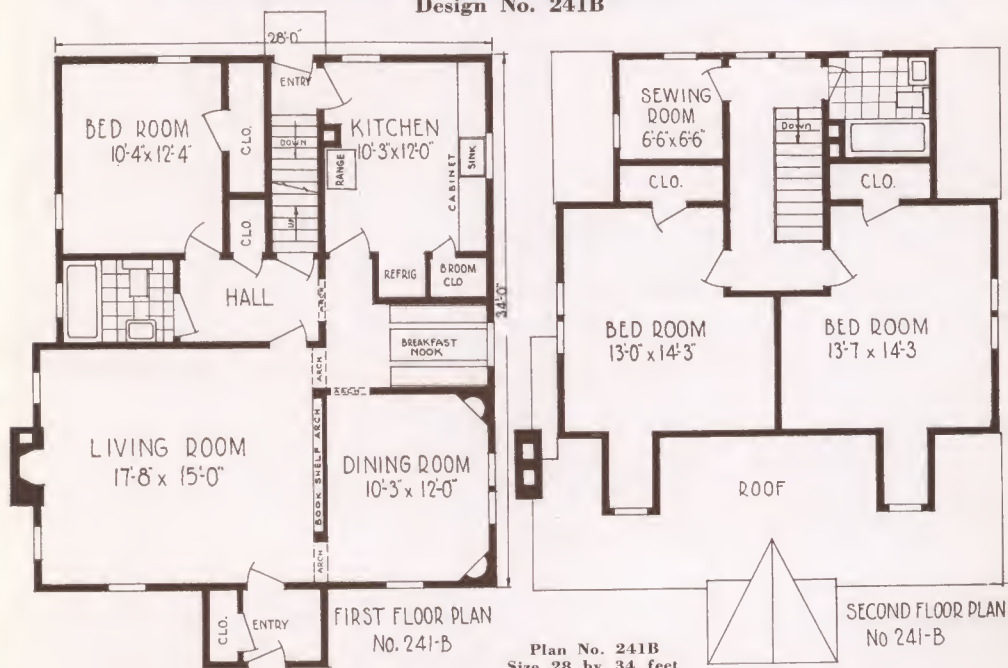 Design No. 241B
28'-0"
ENTRY
BED ROOM
10'-4" x 12'-4"
CLO.
DOWN
KITCHEN
10'-3" x 12'-0"
RANGE
CABINET
SINK
CLO.
UP
REFRIG
BROOM
CLO
HALL
ARCH
34'-0"
BREAKFAST
NOOK
ARCH
ARCH
LIVING ROOM
17'-8" x 15'-0"
BOOK SHELF ARCH
DINING ROOM
10'-3" x 12'-0"
ARCH
CLO.
ENTRY
FIRST FLOOR PLAN
No. 241-B
SEWING
ROOM
6'-6" x 6'-6"
Down
CLO.
CLO.
BED ROOM
13'-0" x 14'-3"
BED ROOM
13'-7 x 14'-3
ROOF
SECOND FLOOR PLAN
No 241-B
Plan No. 241B
Size 28 by 34 feet